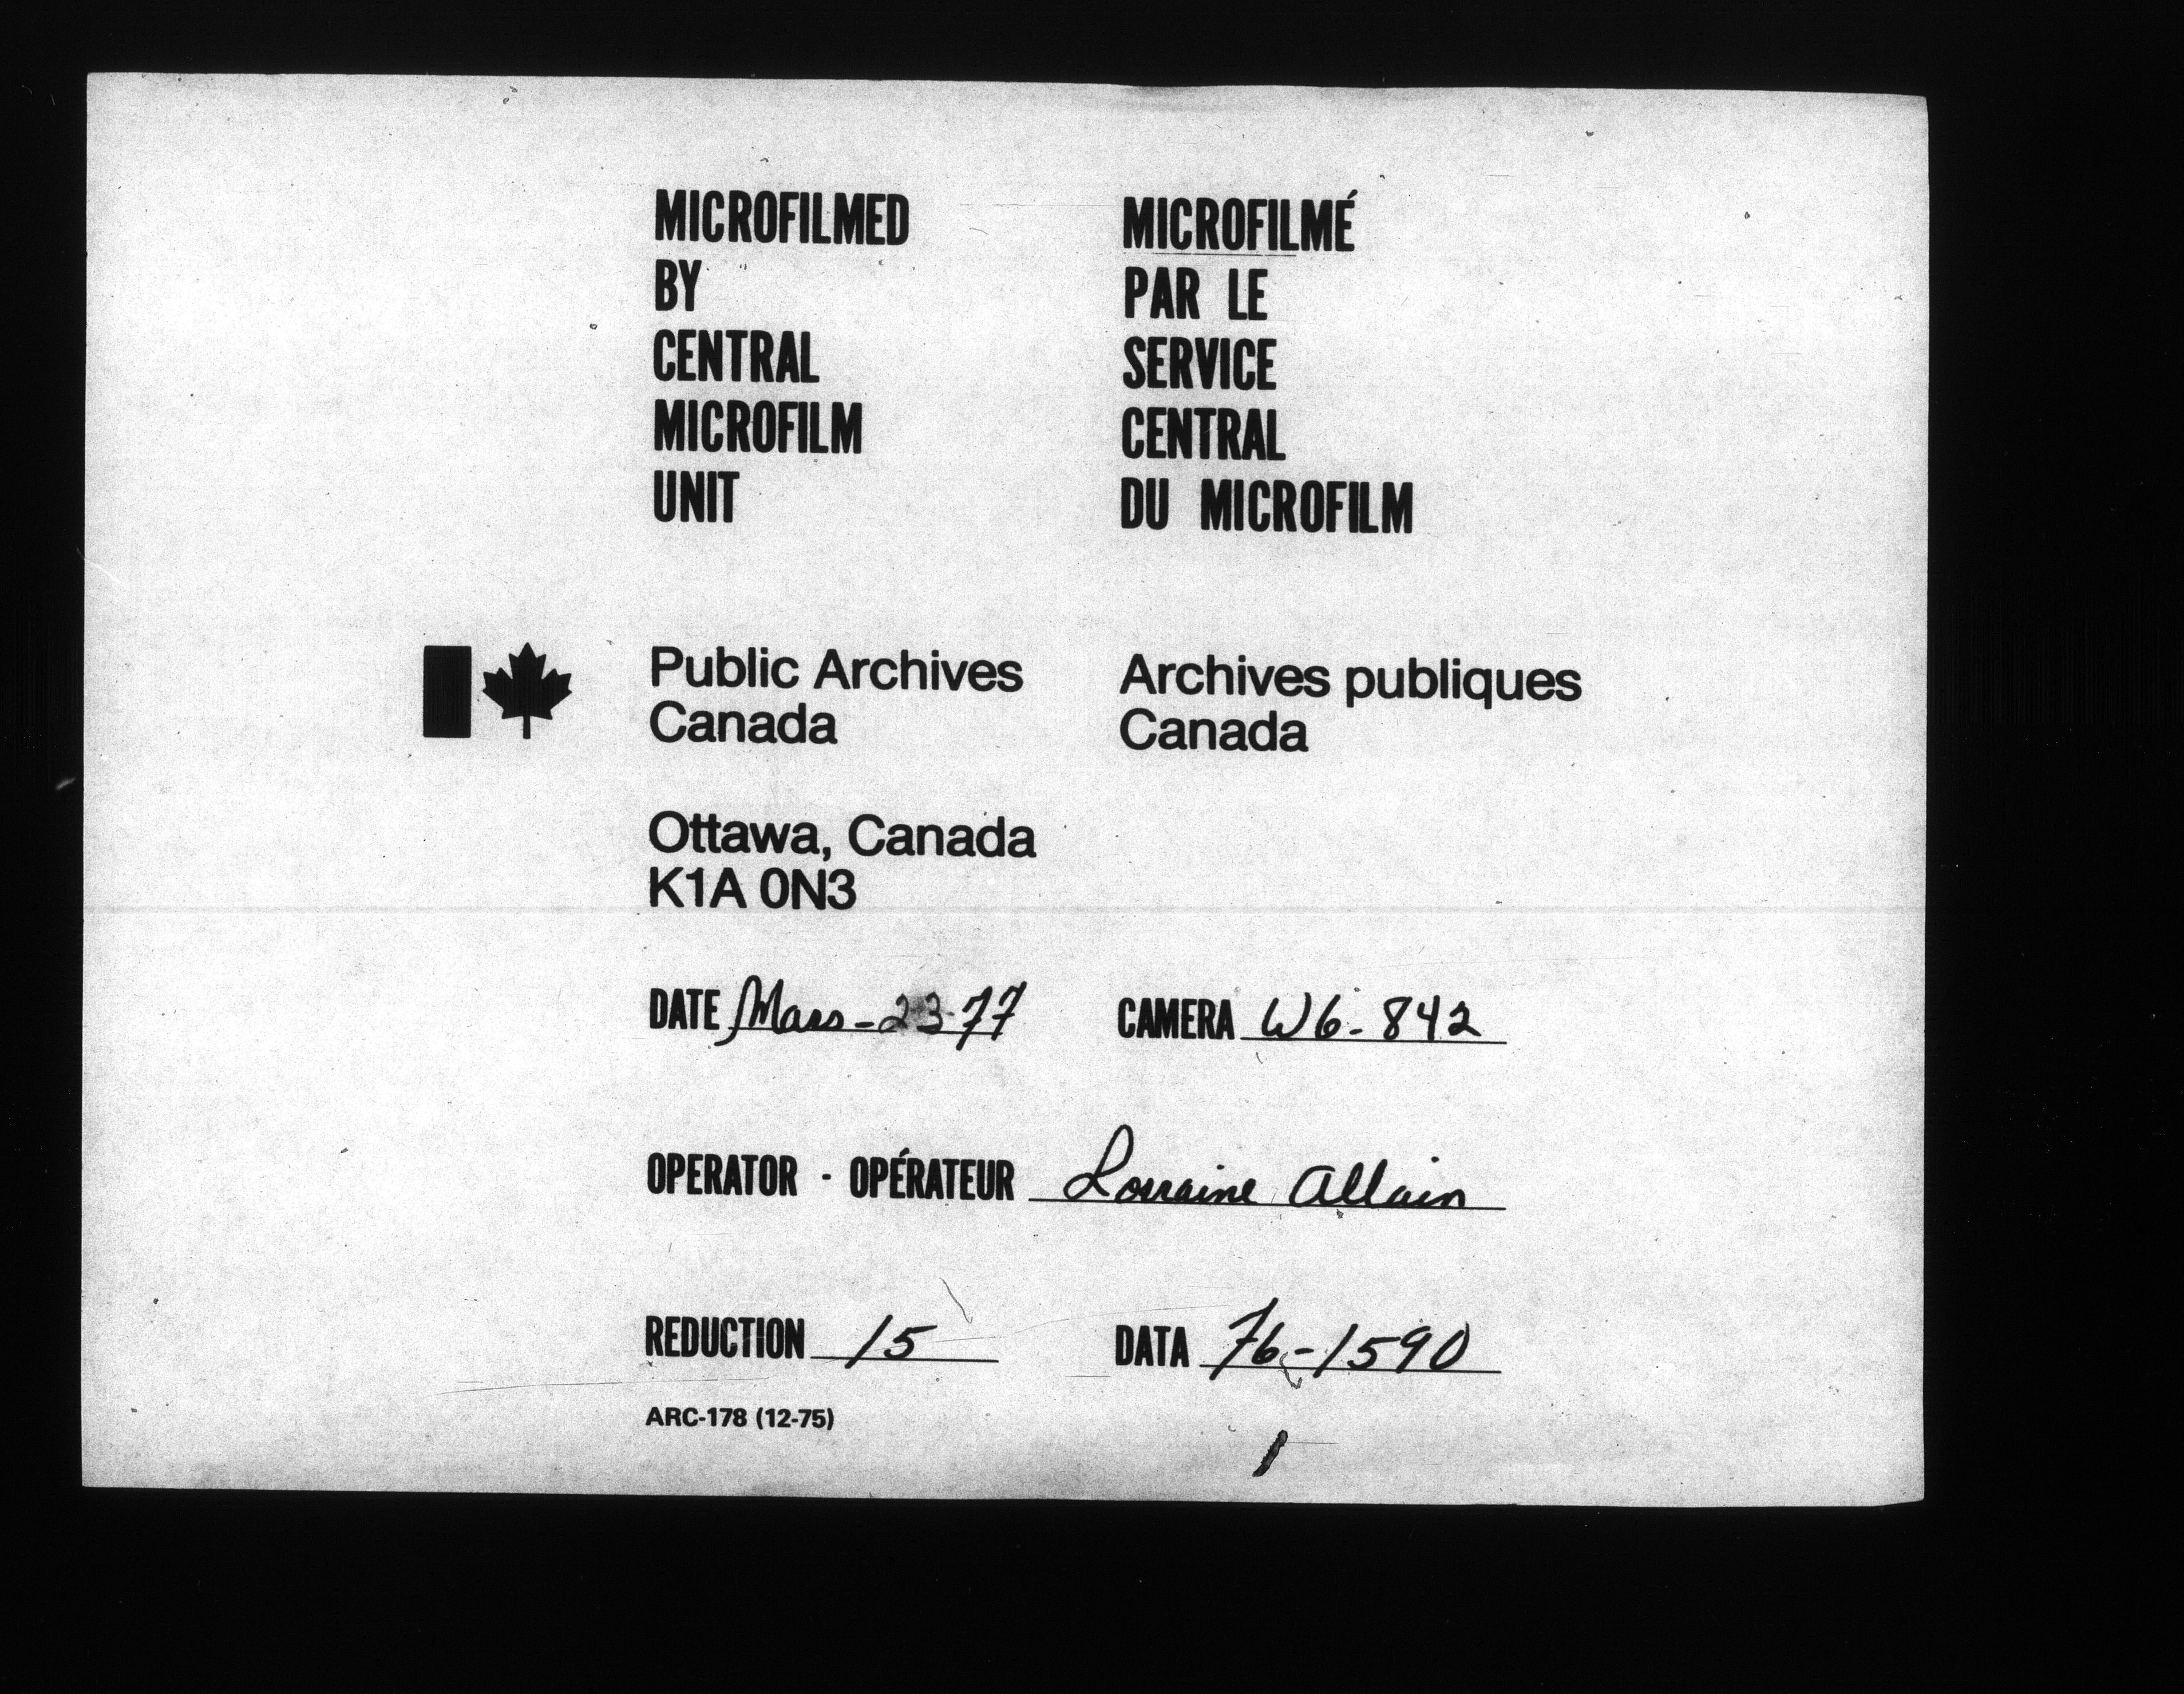 MICROFILMED
BY
CENTRAL
MICROFILM
UNIT
MICROFILMÉ
PAR LE
SERVICE
CENTRAL
DU MICROFILM
Public Archives
Canada
Archives publiques
Canada
Ottawa, Canada
K1A 0N3
DATE Mars-23-77
CAMERA W6-842
OPERATOR - OPÉRATEUR Lorraine Allain
REDUCTION 15
DATA 76-1590
ARC-178 (12-75)
1